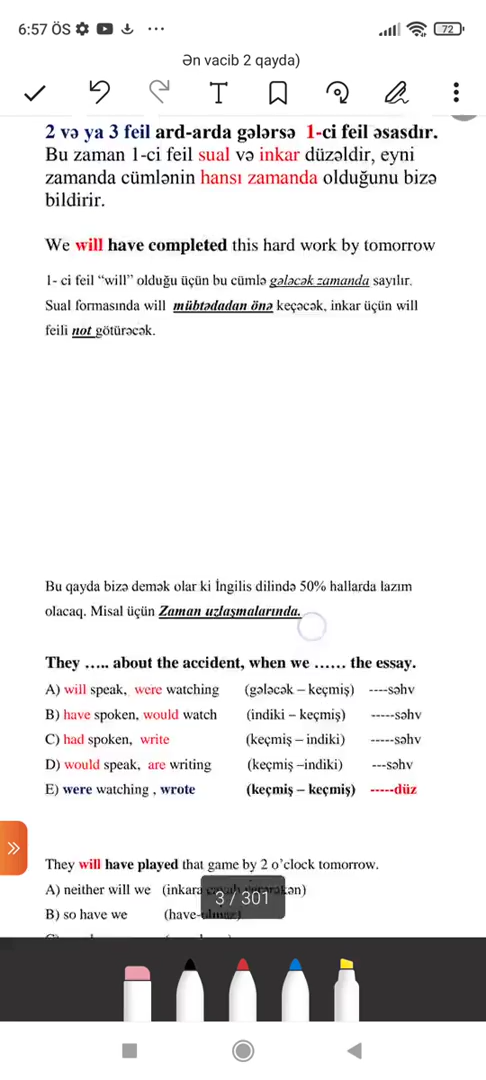 6:57 ÖS
72
Ən vacib 2 qayda)
T
2 və ya 3 feil ard-arda gələrsə 1-ci feil əsasdır.
Bu zaman 1-ci feil sual və inkar düzəldir, eyni
zamanda cümlənin hansı zamanda olduğunu bizə
bildirir.
We will have completed this hard work by tomorrow
1- ci feil “will” olduğu üçün bu cümlə gələcək zamanda sayılır.
Sual formasında will mübtədadan önə keçəcək, inkar üçün will
feili not götürəcək.
Bu qayda bizə demək olar ki İngilis dilində 50% hallarda lazım
olacaq. Misal üçün Zaman uzlaşmalarında.
They ….. about the accident, when we …… the essay.
A) will speak, were watching (gələcək – keçmiş) ----səhv
B) have spoken, would watch (indiki – keçmiş) -----səhv
C) had spoken, write (keçmiş – indiki) -----səhv
D) would speak, are writing (keçmiş –indiki) ---səhv
E) were watching , wrote (keçmiş – keçmiş) -----düz
They will have played that game by 2 o’clock tomorrow.
A) neither will we (inkara
3 / 301
B) so have we (have-olmaz)